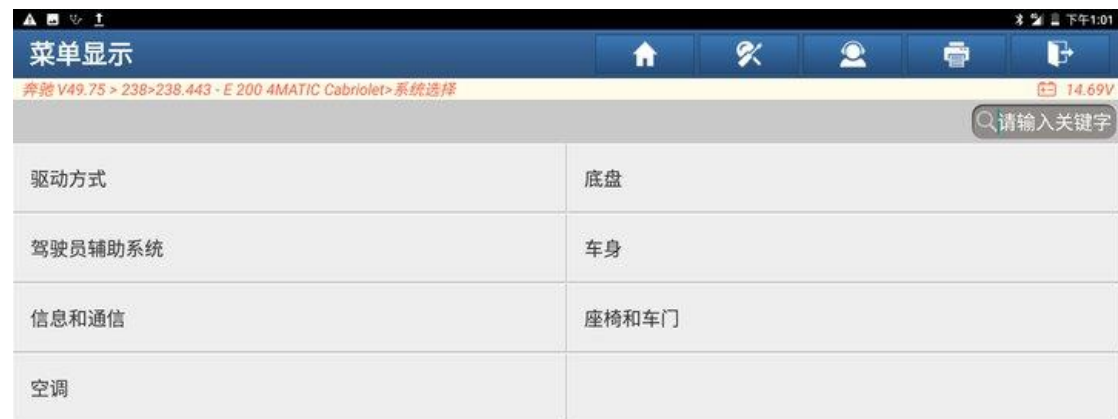 下午1:01
菜单显示
奔驰 V49.75 > 238>238.443 - E 200 4MATIC Cabriolet>系统选择
14.69V
请输入关键字
驱动方式
底盘
驾驶员辅助系统
车身
信息和通信
座椅和车门
空调